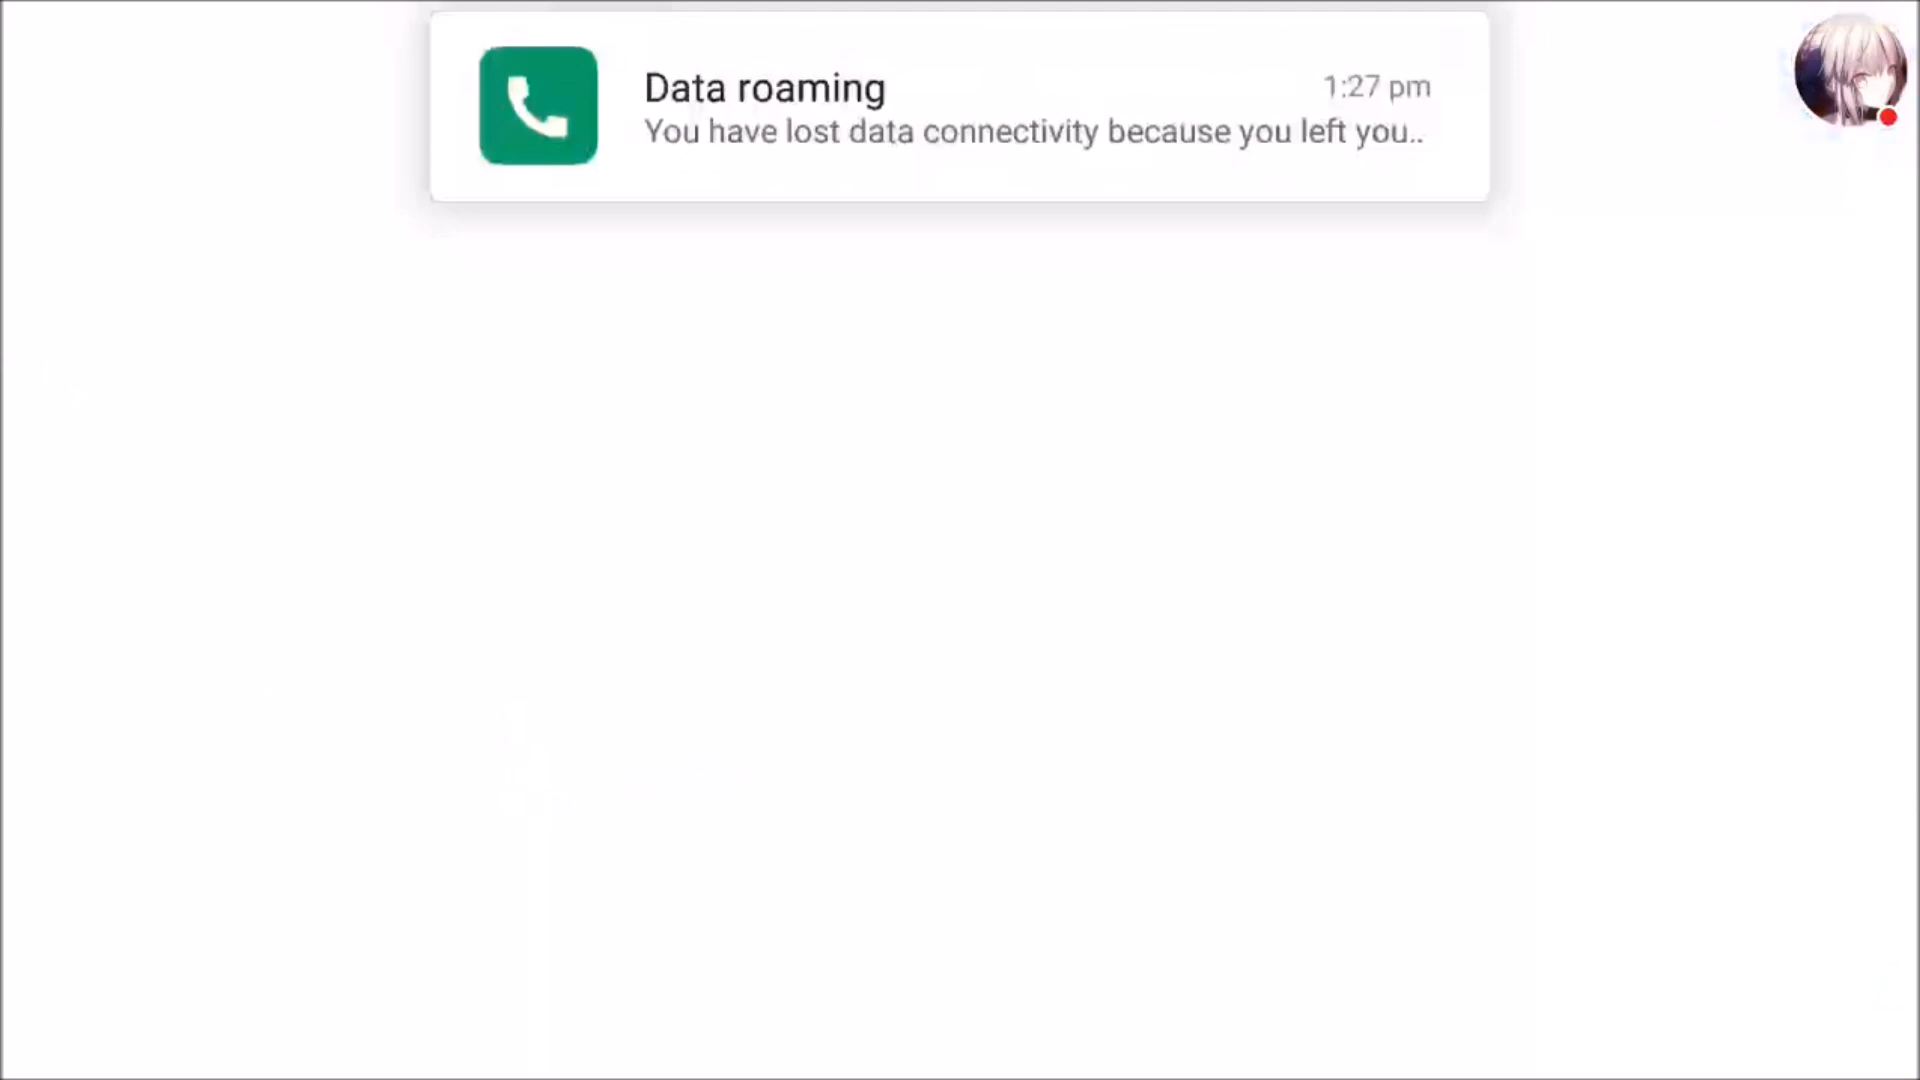 Data roaming
1:27 pm
You have lost data connectivity because you left you..